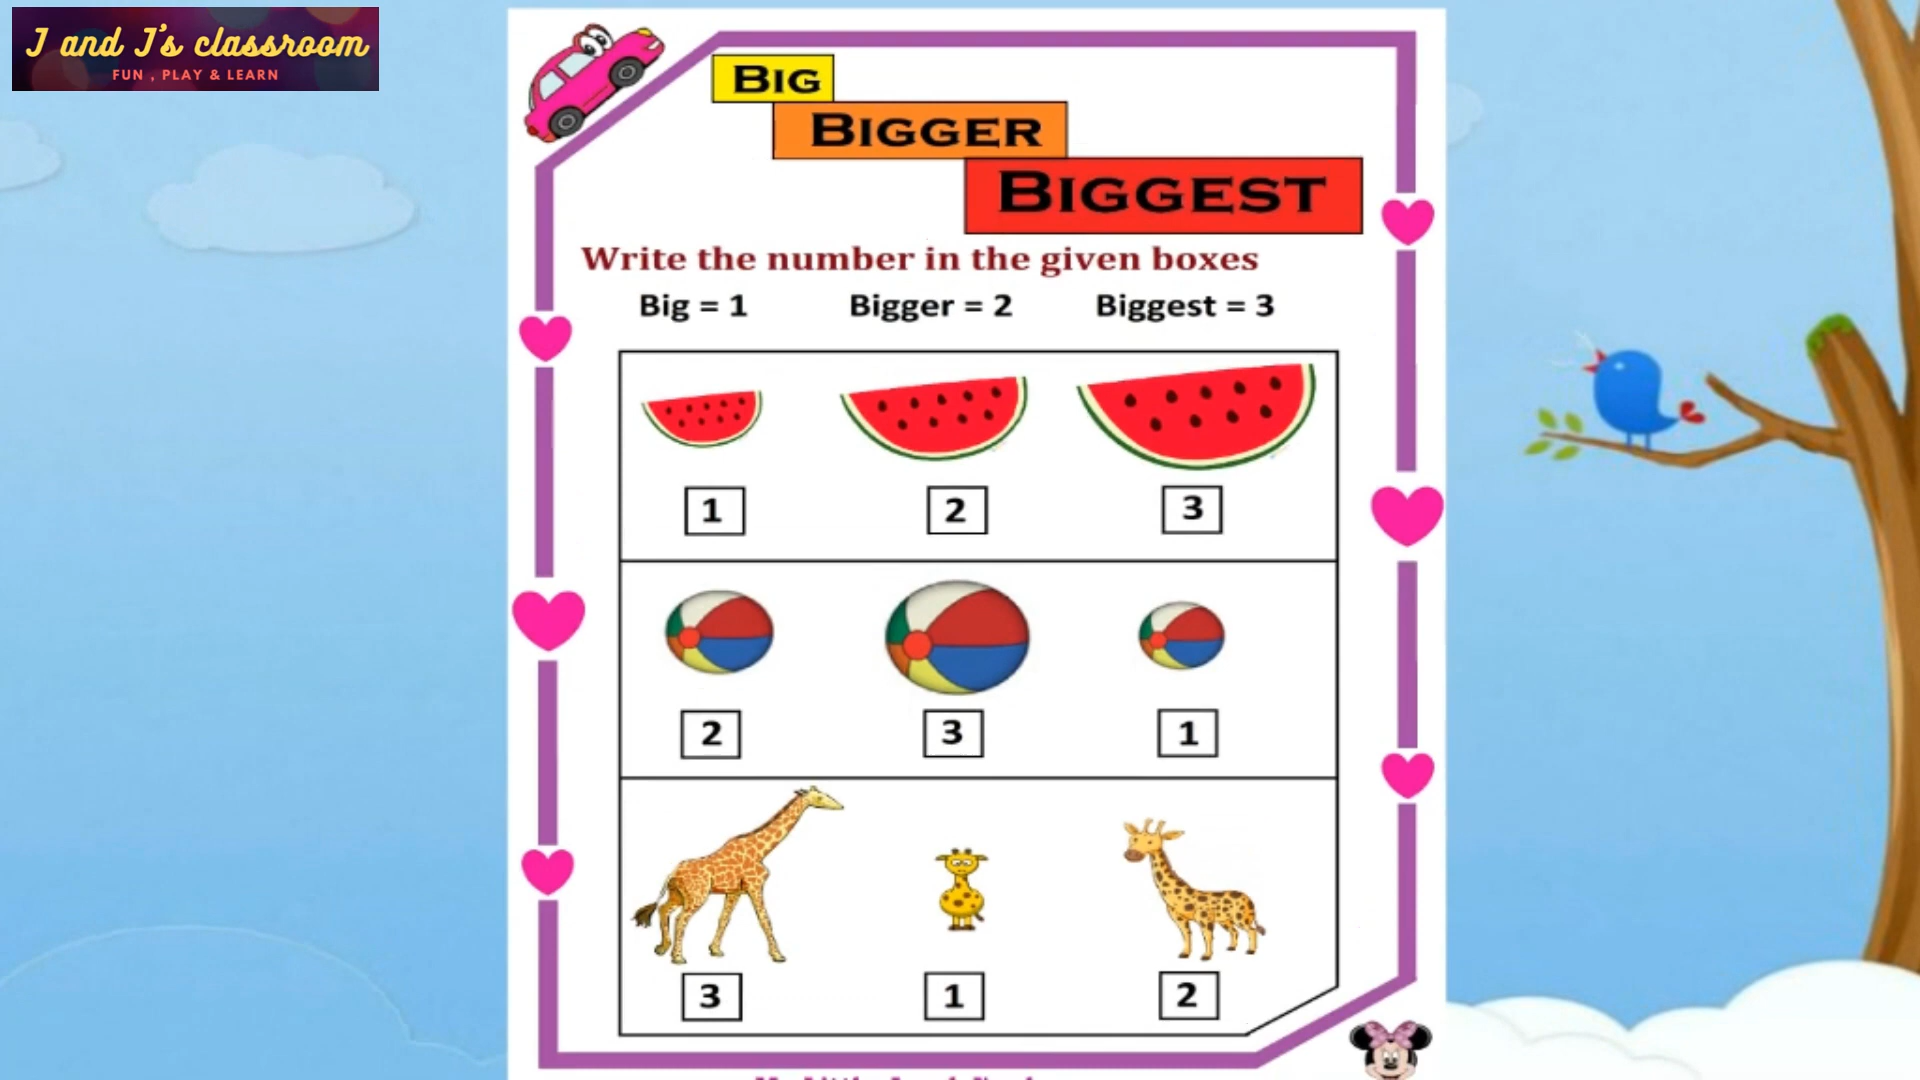 J and J's classroom
FUN , PLAY & LEARN
BIG
BIGGER
BIGGEST
Write the number in the given boxes
Big = 1 Bigger = 2 Biggest = 3
1 2 3
2 3 1
3 1 2